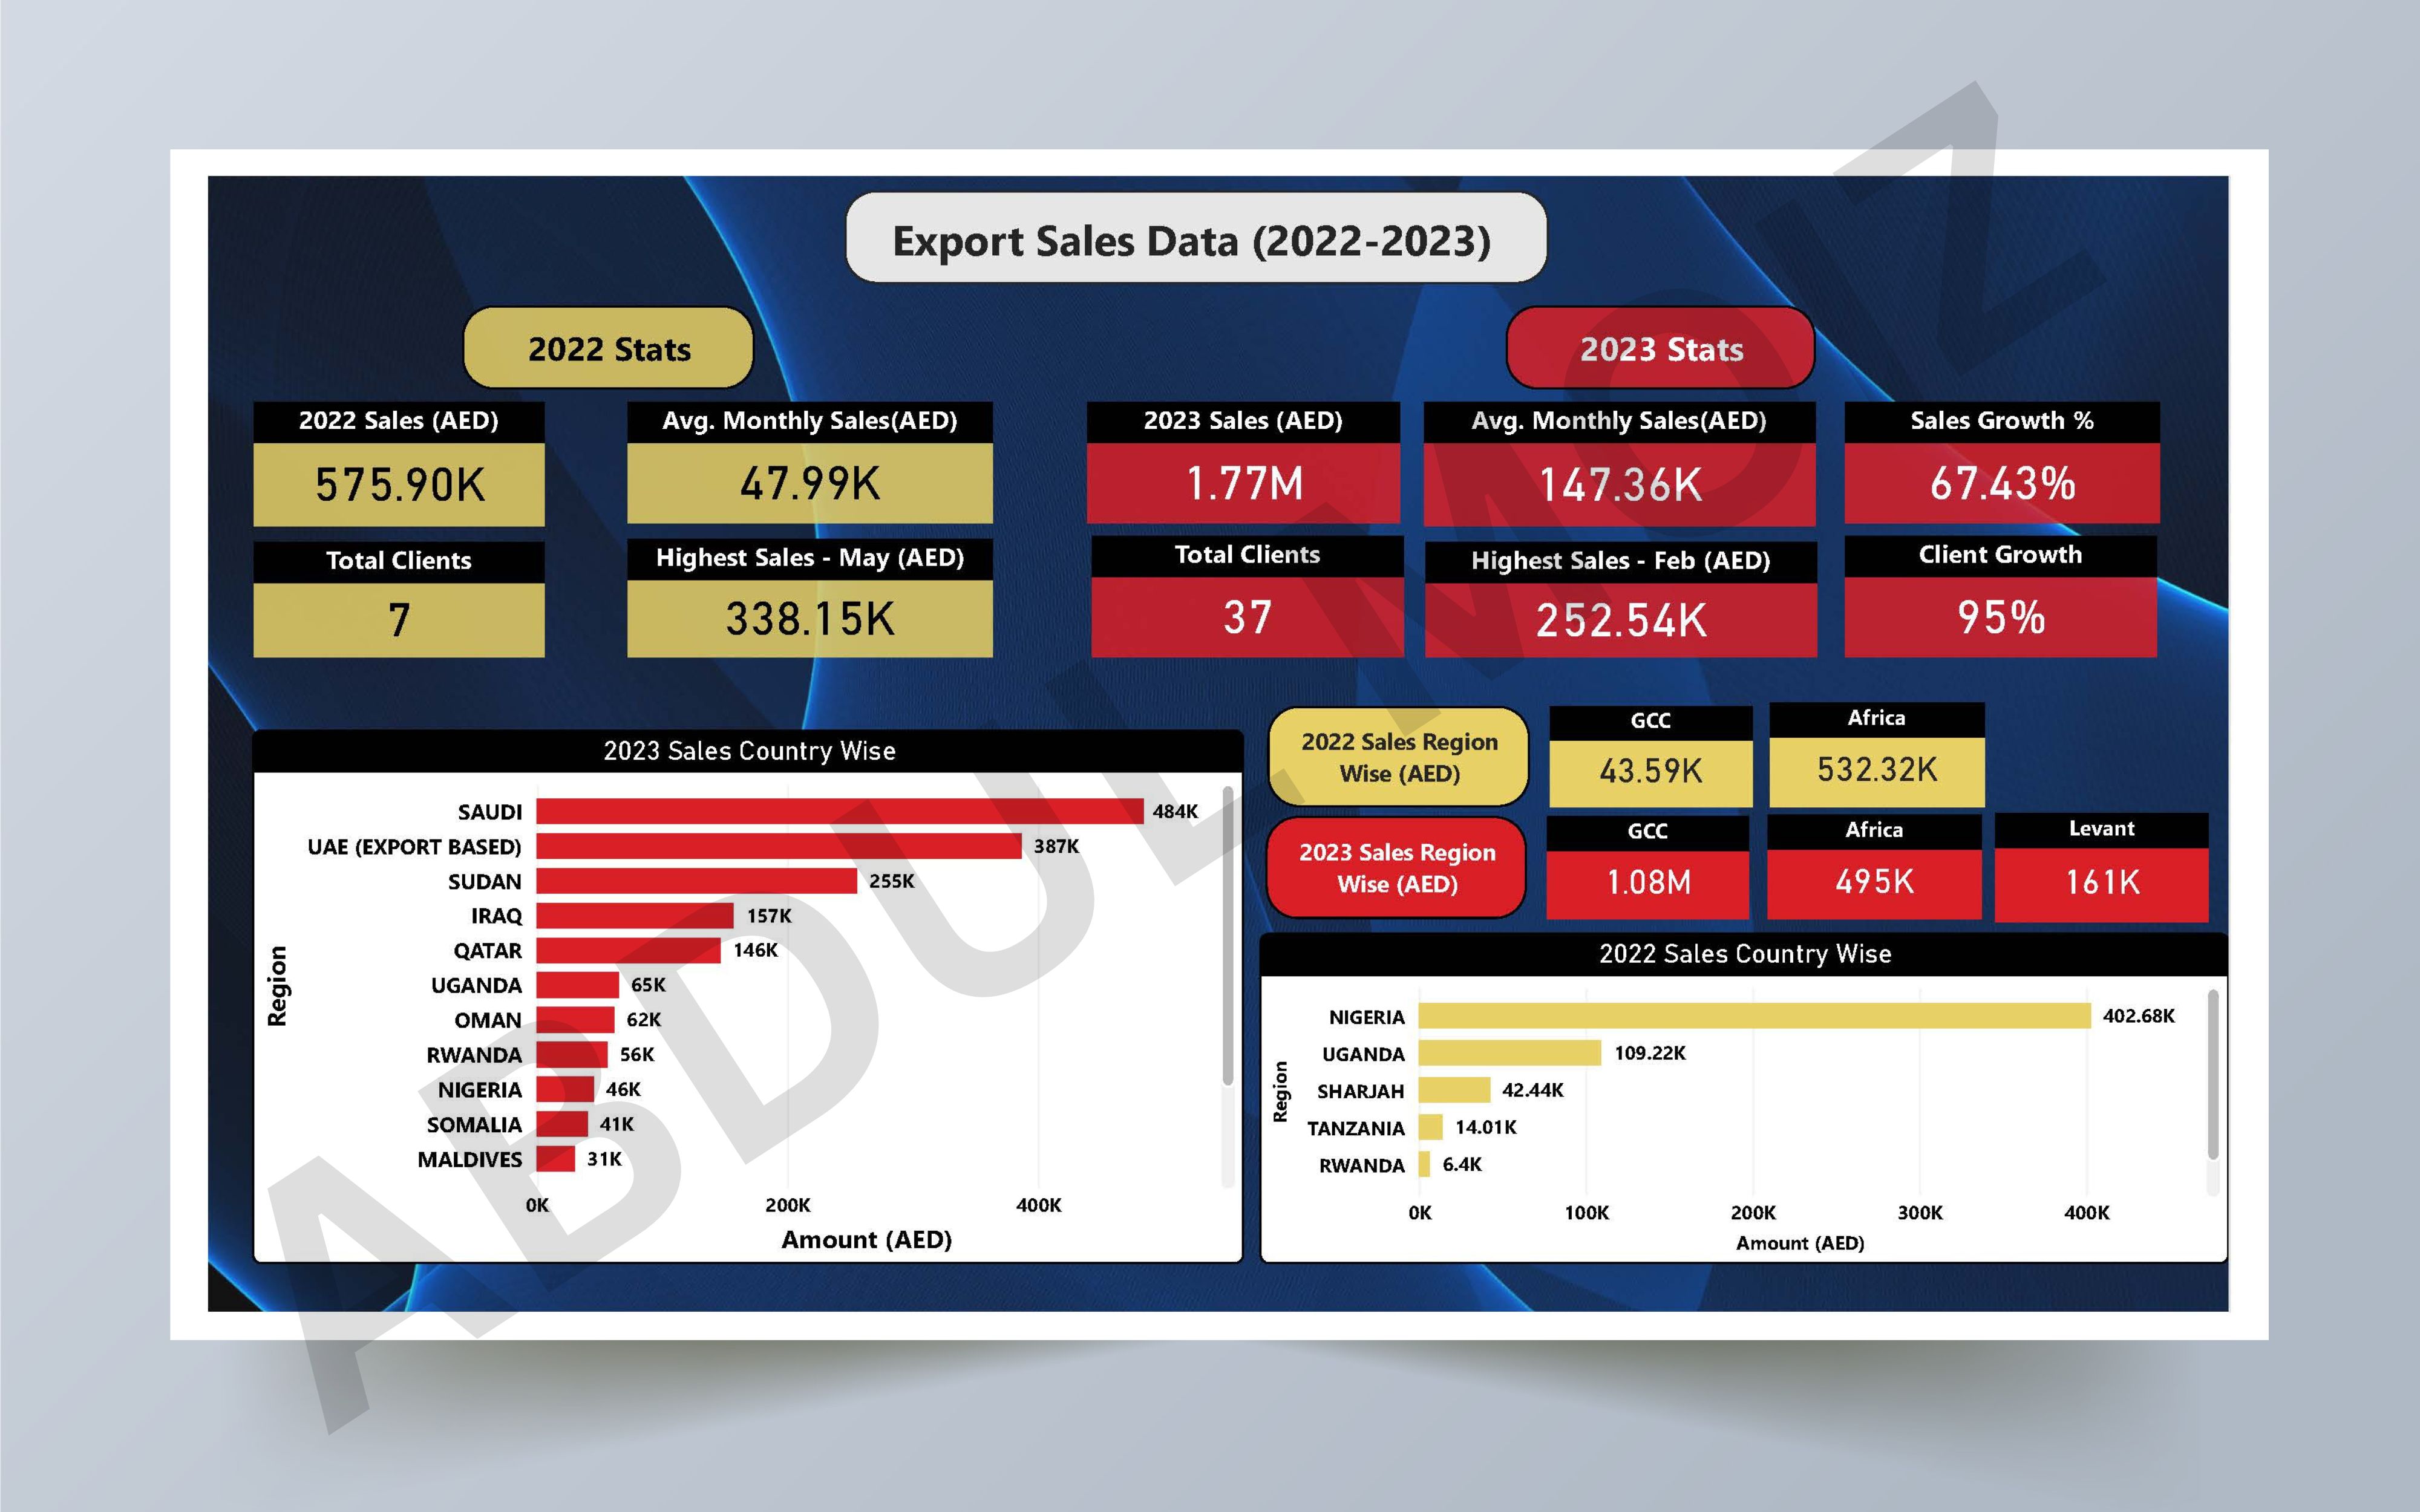 Export Sales Data (2022-2023)
2022 Stats
2023 Stats
2022 Sales (AED)
575.90K
Avg. Monthly Sales(AED)
47.99K
2023 Sales (AED)
1.77M
Avg. Monthly Sales(AED)
147.36K
Sales Growth %
67.43%
Total Clients
7
Highest Sales - May (AED)
338.15K
Total Clients
37
Highest Sales - Feb (AED)
252.54K
Client Growth
95%
2022 Sales Region
Wise (AED)
GCC
43.59K
Africa
532.32K
2023 Sales Region
Wise (AED)
GCC
1.08M
Africa
495K
Levant
161K
2023 Sales Country Wise
Region
SAUDI 484K
UAE (EXPORT BASED) 387K
SUDAN 255K
IRAQ 157K
QATAR 146K
UGANDA 65K
OMAN 62K
RWANDA 56K
NIGERIA 46K
SOMALIA 41K
MALDIVES 31K
0K 200K 400K
Amount (AED)
2022 Sales Country Wise
Region
NIGERIA 402.68K
UGANDA 109.22K
SHARJAH 42.44K
TANZANIA 14.01K
RWANDA 6.4K
0K 100K 200K 300K 400K
Amount (AED)
ABDUL MOIZ